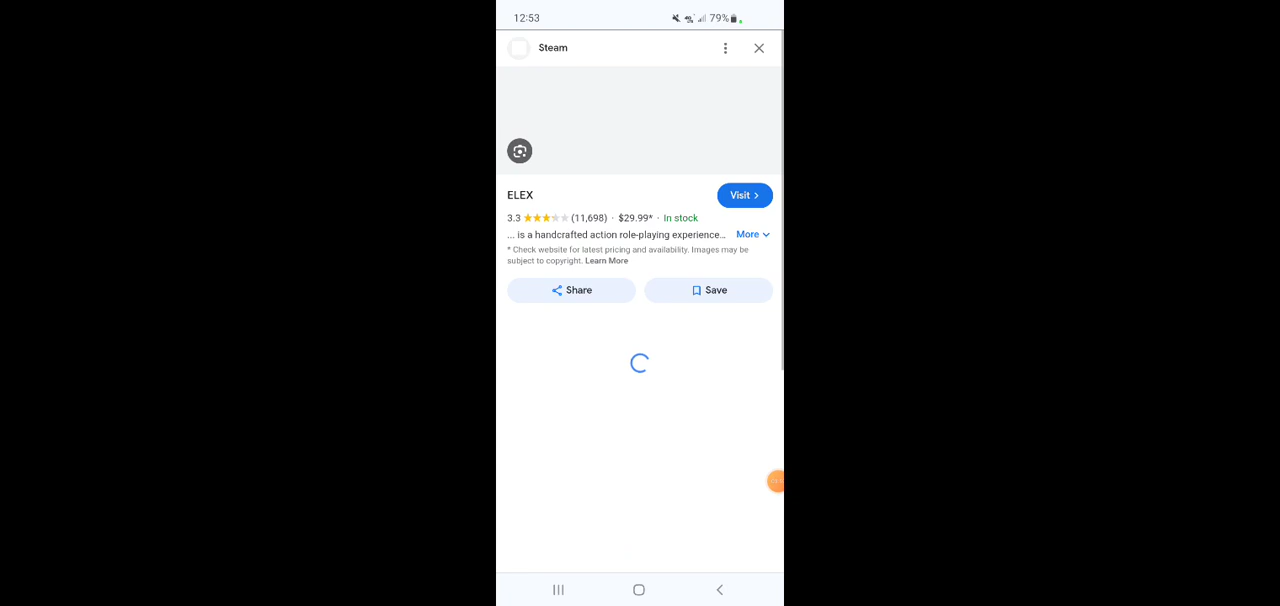 12:53 79%
Steam
ELEX
Visit
3.3 (11,698) · $29.99* · In stock
... is a handcrafted action role-playing experience... More
* Check website for latest pricing and availability. Images may be
subject to copyright. Learn More
Share Save